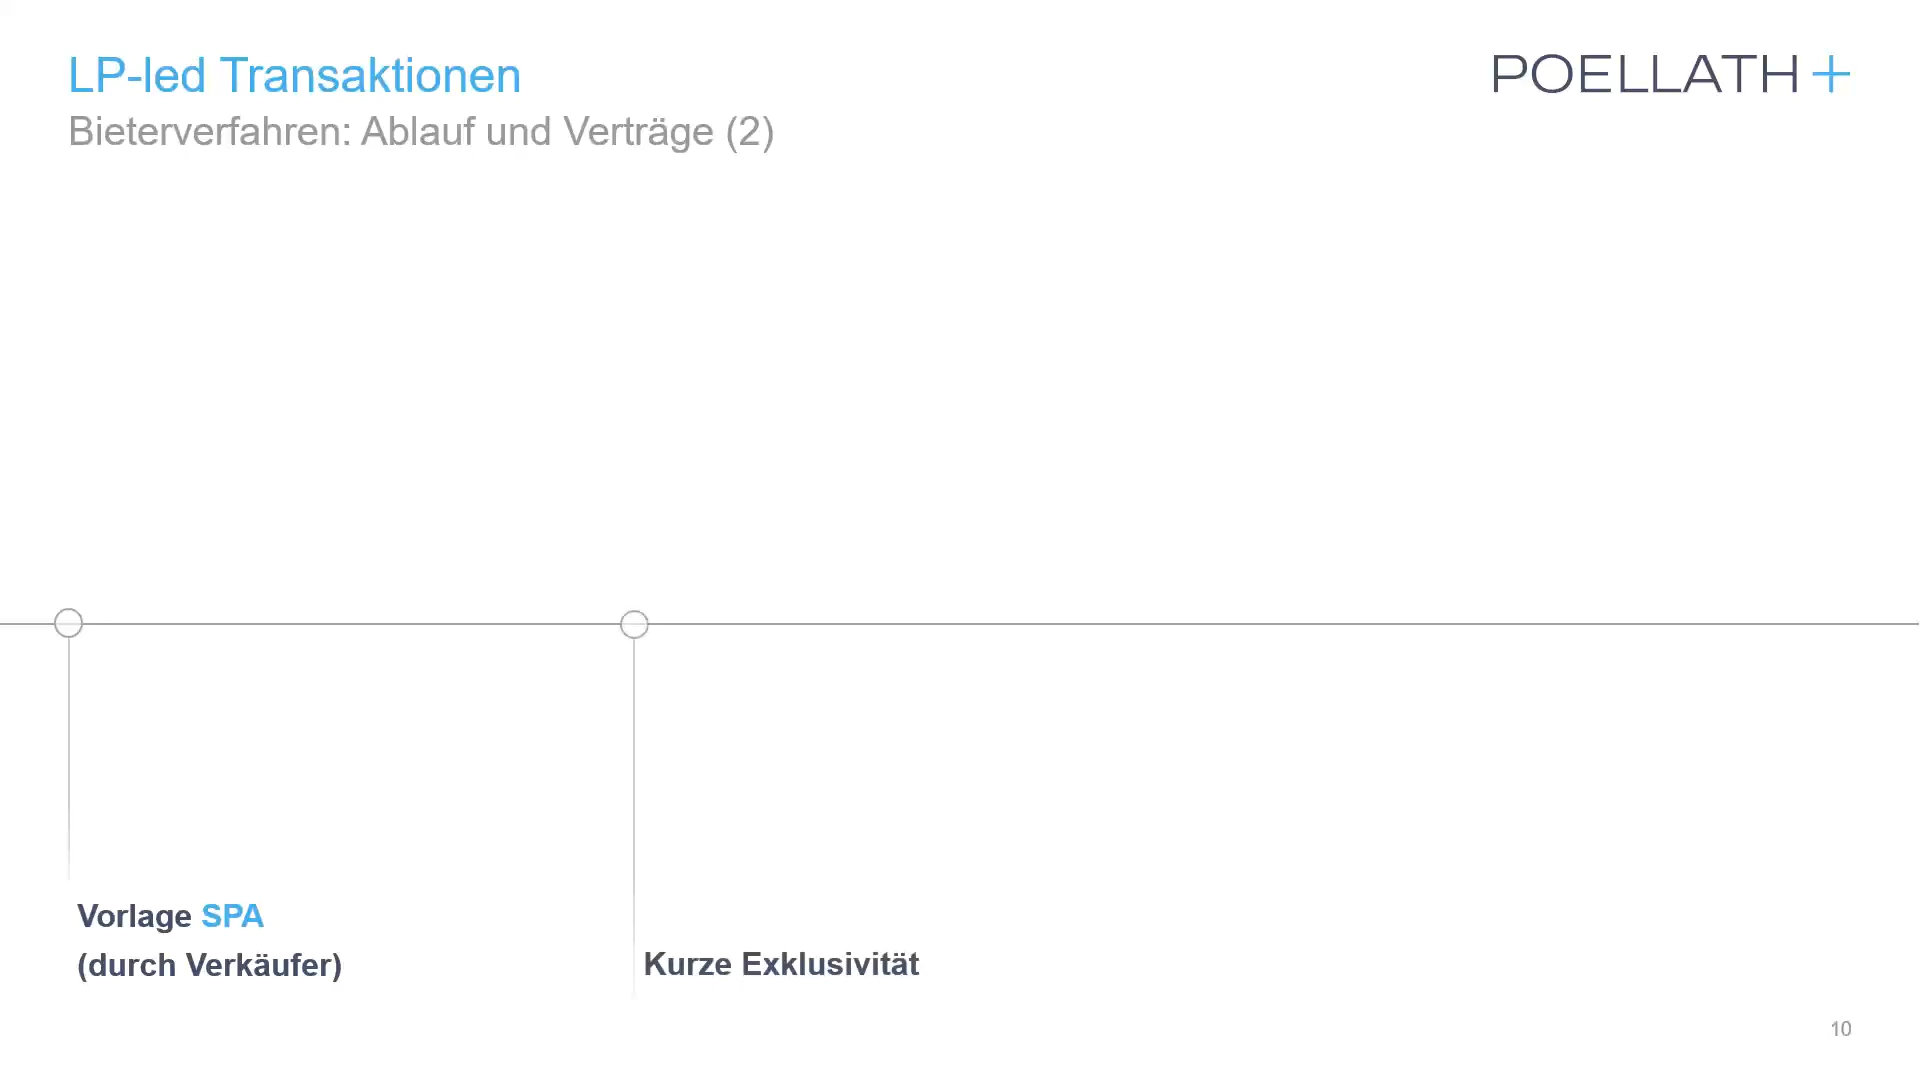 LP-led Transaktionen
POELLATH+
Bieterverfahren: Ablauf und Verträge (2)
Vorlage SPA
(durch Verkäufer)
Kurze Exklusivität
10